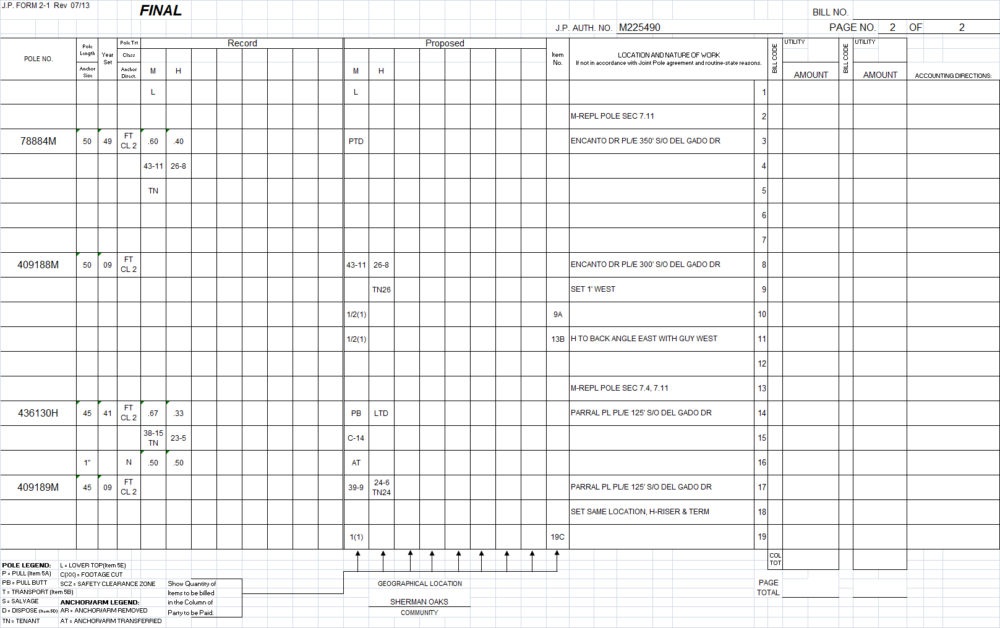 J.P. FORM 2-1 Rev 07/13
FINAL
BILL NO.
J.P. AUTH. NO. M225490
PAGE NO. 2 OF 2
POLE NO.
Pole Length
Anchor Size
Year Set
Pole Trt
Class
Anchor Direct.
Record
M H
Proposed
M H
Item No.
LOCATION AND NATURE OF WORK
If not in accordance with Joint Pole agreement and routine-state reasons.
BILL CODE
UTILITY
AMOUNT
BILL CODE
UTILITY
AMOUNT
ACCOUNTING DIRECTIONS:
L L 1
M-REPL POLE SEC 7.11 2
78884M 50 49 FT CL 2 .60 .40 PTD ENCANTO DR PL/E 350' S/O DEL GADO DR 3
43-11 26-8 4
TN 5
6
7
409188M 50 09 FT CL 2 43-11 26-8 ENCANTO DR PL/E 300' S/O DEL GADO DR 8
TN26 SET 1' WEST 9
1/2(1) 9A 10
1/2(1) 13B H TO BACK ANGLE EAST WITH GUY WEST 11
12
M-REPL POLE SEC 7.4, 7.11 13
436130H 45 41 FT CL 2 .67 .33 PB LTD PARRAL PL PL/E 125' S/O DEL GADO DR 14
38-15 TN 23-5 C-14 15
1" N .50 .50 AT 16
409189M 45 09 FT CL 2 39-9 24-6 TN24 PARRAL PL PL/E 125' S/O DEL GADO DR 17
SET SAME LOCATION, H-RISER & TERM 18
1(1) 19C 19
COL TOT
POLE LEGEND: L = LOWER TOP(Item 5E)
P = PULL (Item 5A) C(XX) = FOOTAGE CUT
PB = PULL BUTT SCZ = SAFETY CLEARANCE ZONE
T = TRANSPORT (Item 5B)
S = SALVAGE ANCHOR/ARM LEGEND:
D = DISPOSE (Item 5D) AR = ANCHOR/ARM REMOVED
TN = TENANT AT = ANCHOR/ARM TRANSFERRED
Show Quantity of
Items to be billed
in the Column of
Party to be Paid.
GEOGRAPHICAL LOCATION
SHERMAN OAKS
COMMUNITY
PAGE
TOTAL